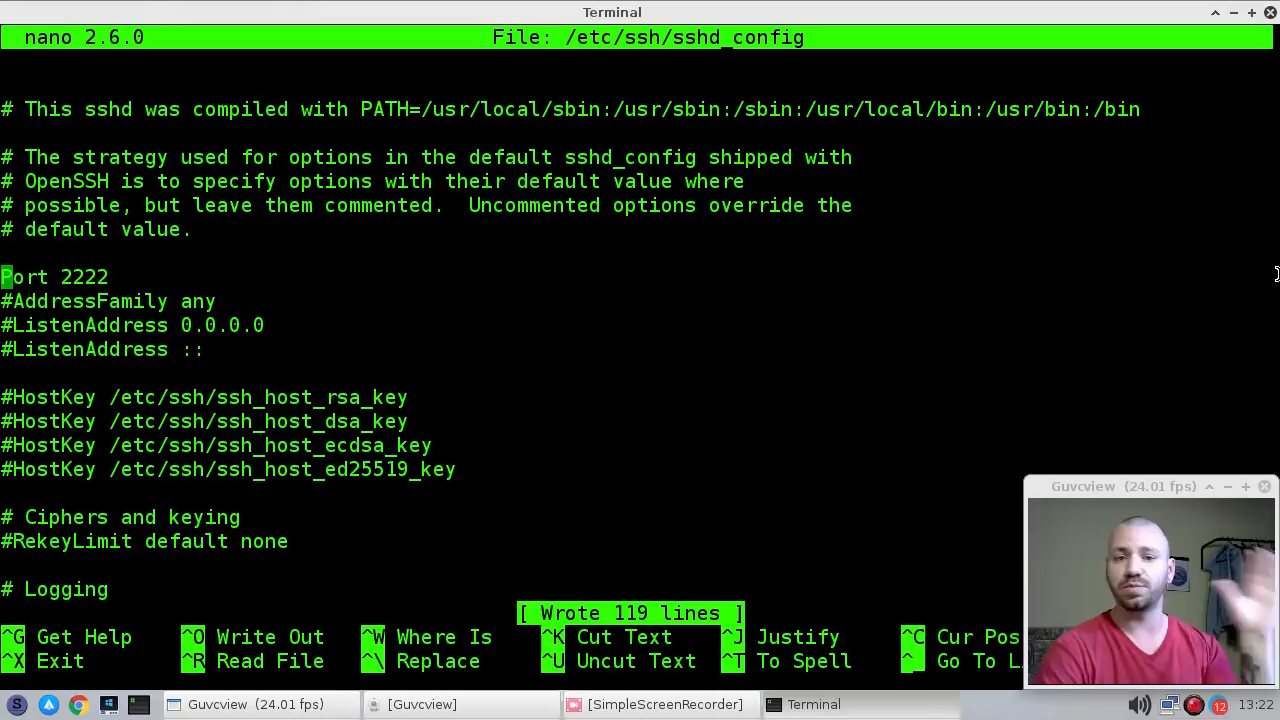 Terminal
nano 2.6.0 File: /etc/ssh/sshd_config
# This sshd was compiled with PATH=/usr/local/sbin:/usr/sbin:/sbin:/usr/local/bin:/usr/bin:/bin
# The strategy used for options in the default sshd_config shipped with
# OpenSSH is to specify options with their default value where
# possible, but leave them commented.  Uncommented options override the
# default value.
Port 2222
#AddressFamily any
#ListenAddress 0.0.0.0
#ListenAddress ::
#HostKey /etc/ssh/ssh_host_rsa_key
#HostKey /etc/ssh/ssh_host_dsa_key
#HostKey /etc/ssh/ssh_host_ecdsa_key
#HostKey /etc/ssh/ssh_host_ed25519_key
# Ciphers and keying
#RekeyLimit default none
# Logging
[ Wrote 119 lines ]
^G Get Help ^O Write Out ^W Where Is ^K Cut Text ^J Justify ^C Cur Pos
^X Exit ^R Read File ^\ Replace ^U Uncut Text ^T To Spell ^_ Go To L
Guvcview (24.01 fps)
Guvcview (24.01 fps) [Guvcview] [SimpleScreenRecorder] Terminal 12 13:22